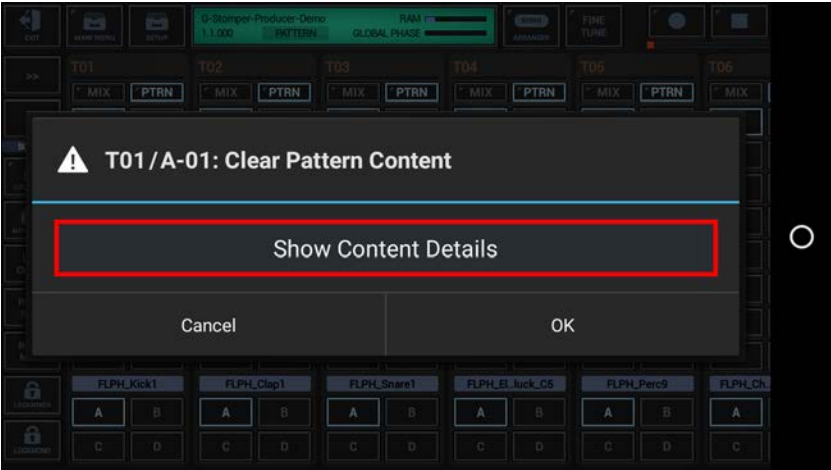 G-Stomper-Producer-Demo RAM
1.1.000 PATTERN GLOBAL PHASE
FINE
TUNE
EXIT MAIN MENU SETUP ARRANGER
>> T01 T02 T03 T04 T05 T06
MIX PTRN MIX PTRN MIX PTRN MIX PTRN MIX PTRN MIX
T01/A-01: Clear Pattern Content
Show Content Details
Cancel OK
FLPH_Kick1 FLPH_Clap1 FLPH_Snare1 FLPH_El..luck_C5 FLPH_Perc9 FLPH_Ch
A B A B A B A B A B A
C D C D C D C D C D C